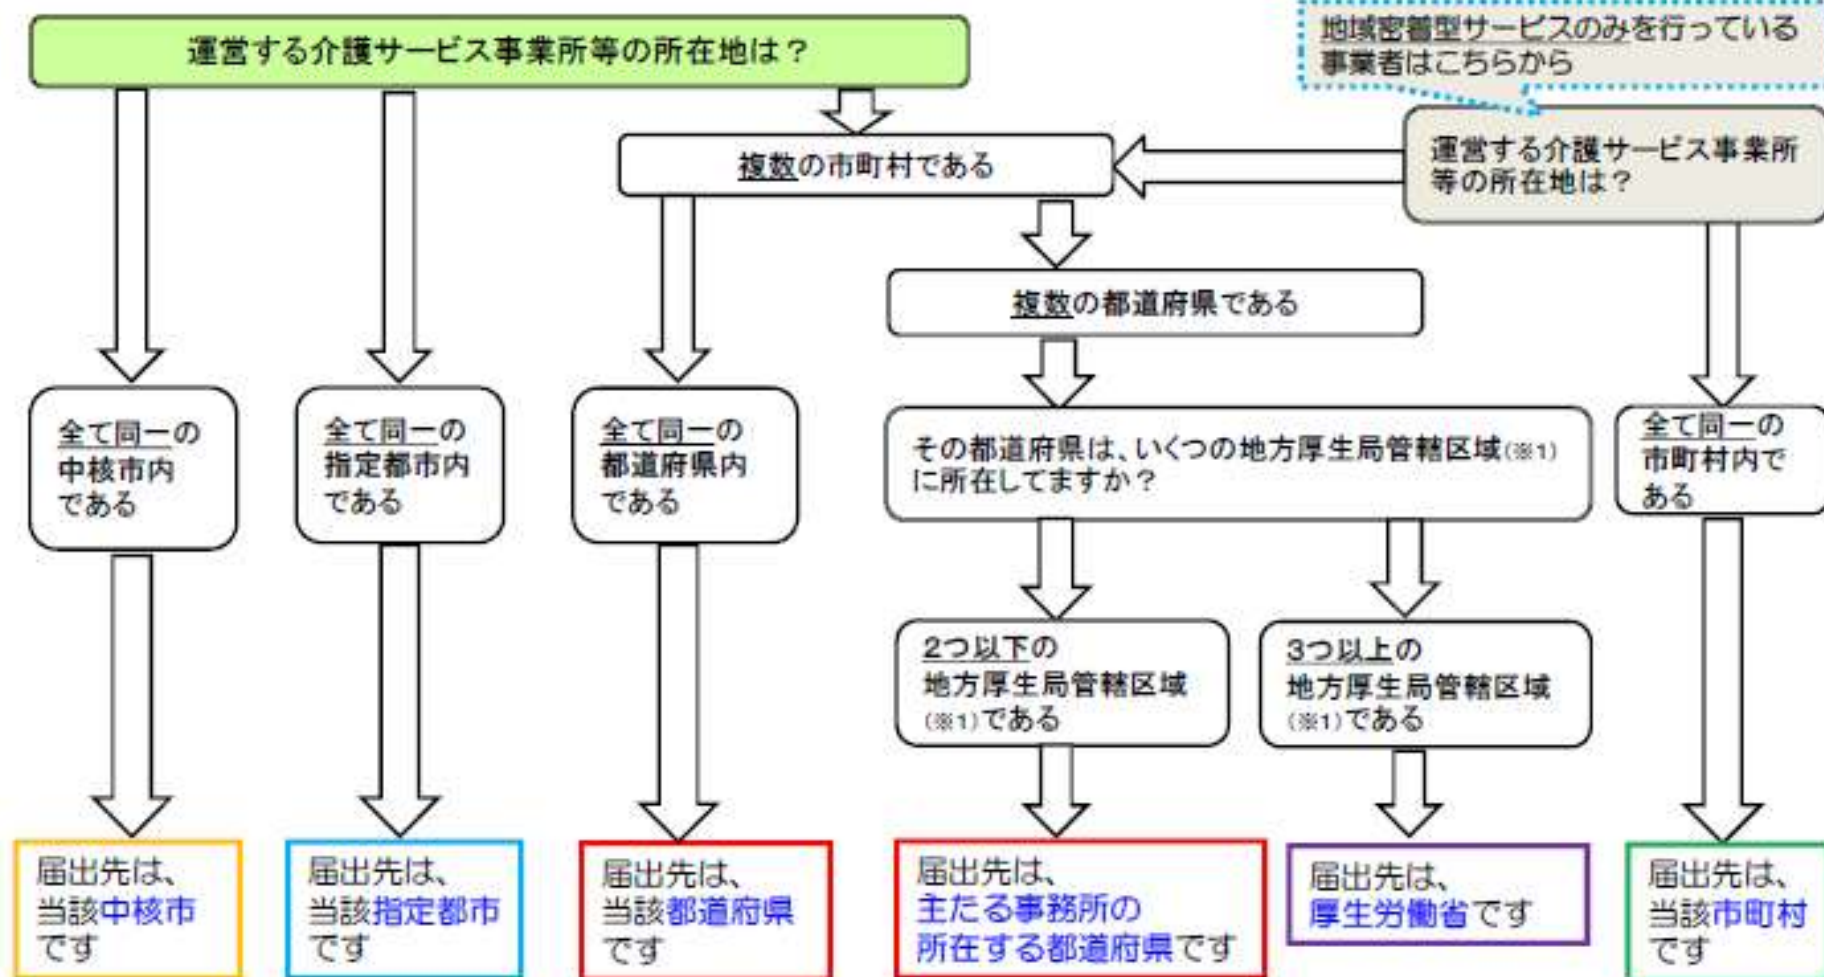 運営する介護サービス事業所等の所在地は？
地域密着型サービスのみを行っている
事業者はこちらから
運営する介護サービス事業所
等の所在地は？
複数の市町村である
複数の都道府県である
全て同一の
中核市内
である
全て同一の
指定都市内
である
全て同一の
都道府県内
である
その都道府県は、いくつの地方厚生局管轄区域(※1)
に所在してますか？
全て同一の
市町村内で
ある
2つ以下の
地方厚生局管轄区域
(※1)である
3つ以上の
地方厚生局管轄区域
(※1)である
届出先は、
当該中核市
です
届出先は、
当該指定都市
です
届出先は、
当該都道府県
です
届出先は、
主たる事務所の
所在する都道府県です
届出先は、
厚生労働省です
届出先は、
当該市町村
です